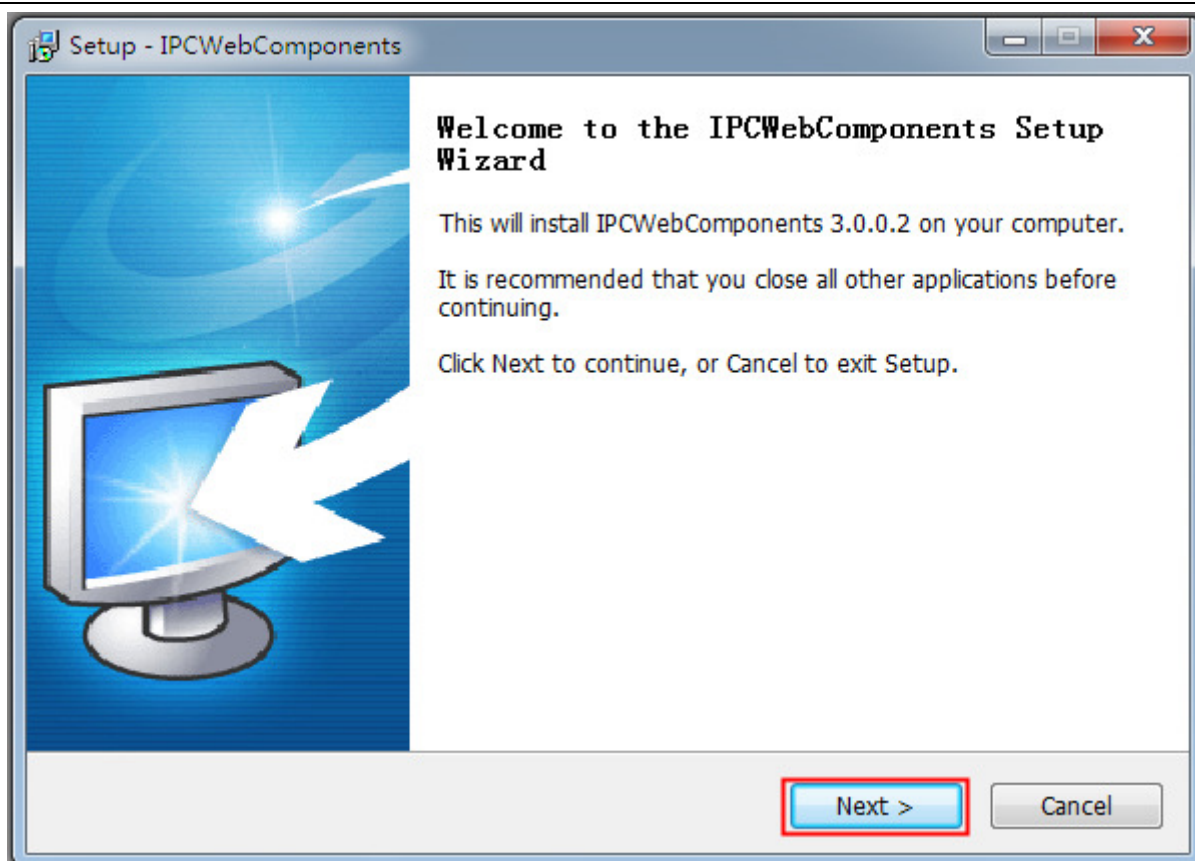 Setup - IPCWebComponents
Welcome to the IPCWebComponents Setup
Wizard
This will install IPCWebComponents 3.0.0.2 on your computer.
It is recommended that you close all other applications before
continuing.
Click Next to continue, or Cancel to exit Setup.
Next >
Cancel